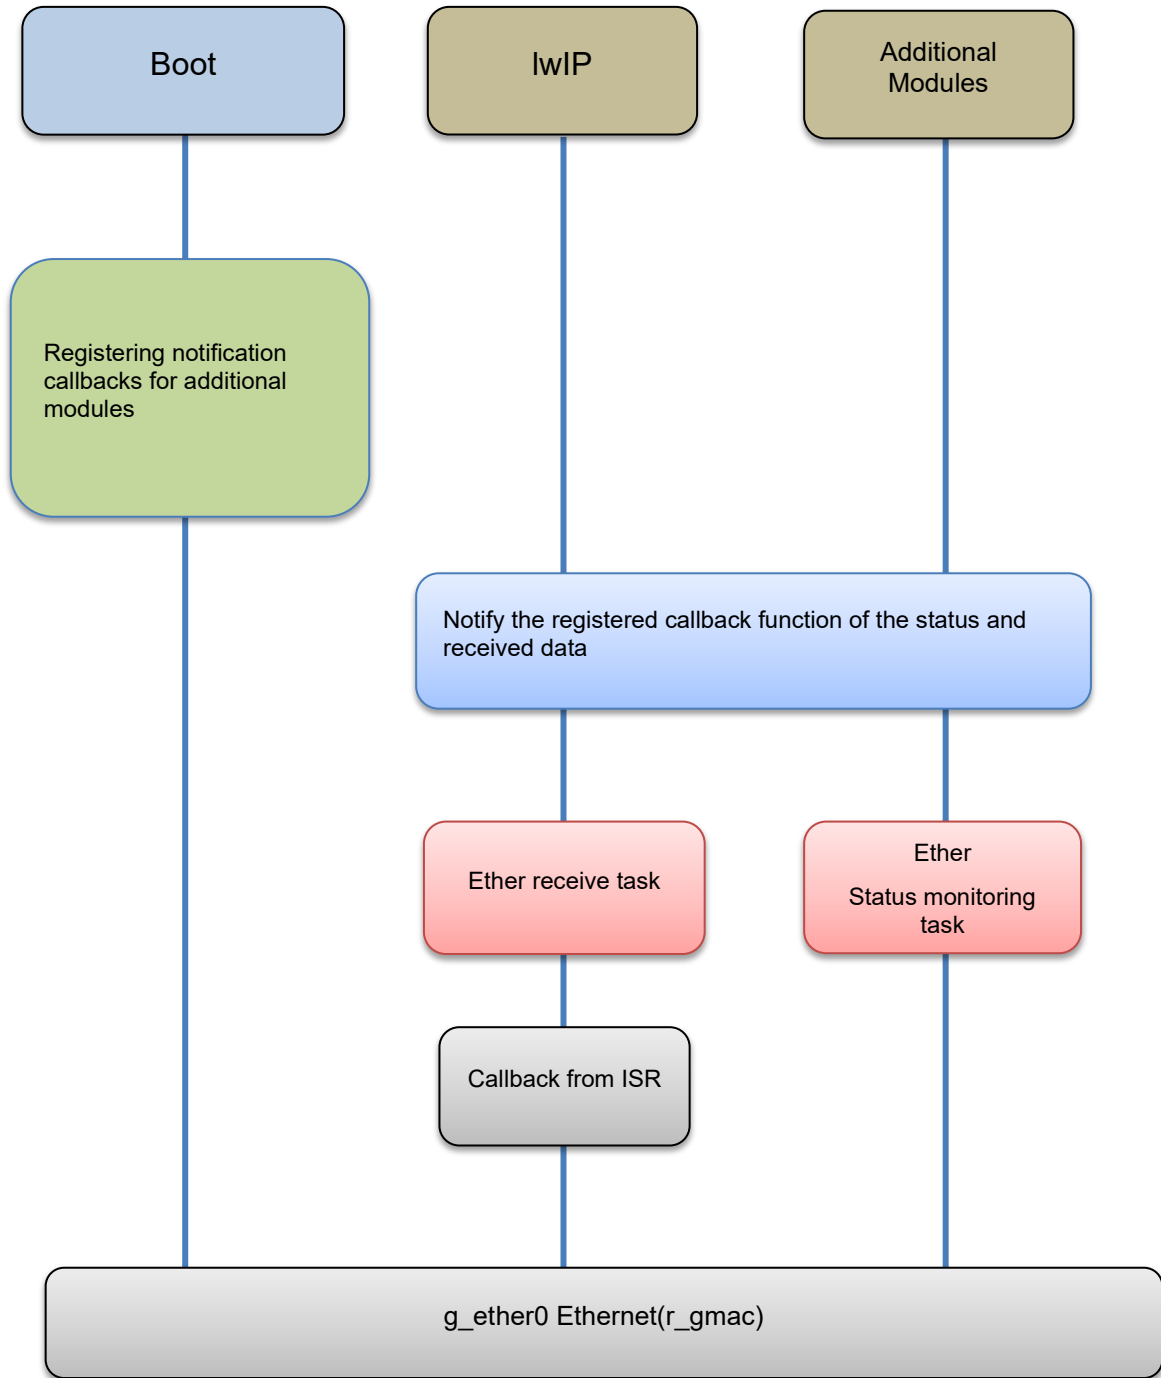 Boot
lwIP
Additional
Modules
Registering notification
callbacks for additional
modules
Notify the registered callback function of the status and
received data
Ether receive task
Ether
Status monitoring
task
Callback from ISR
g_ether0 Ethernet(r_gmac)